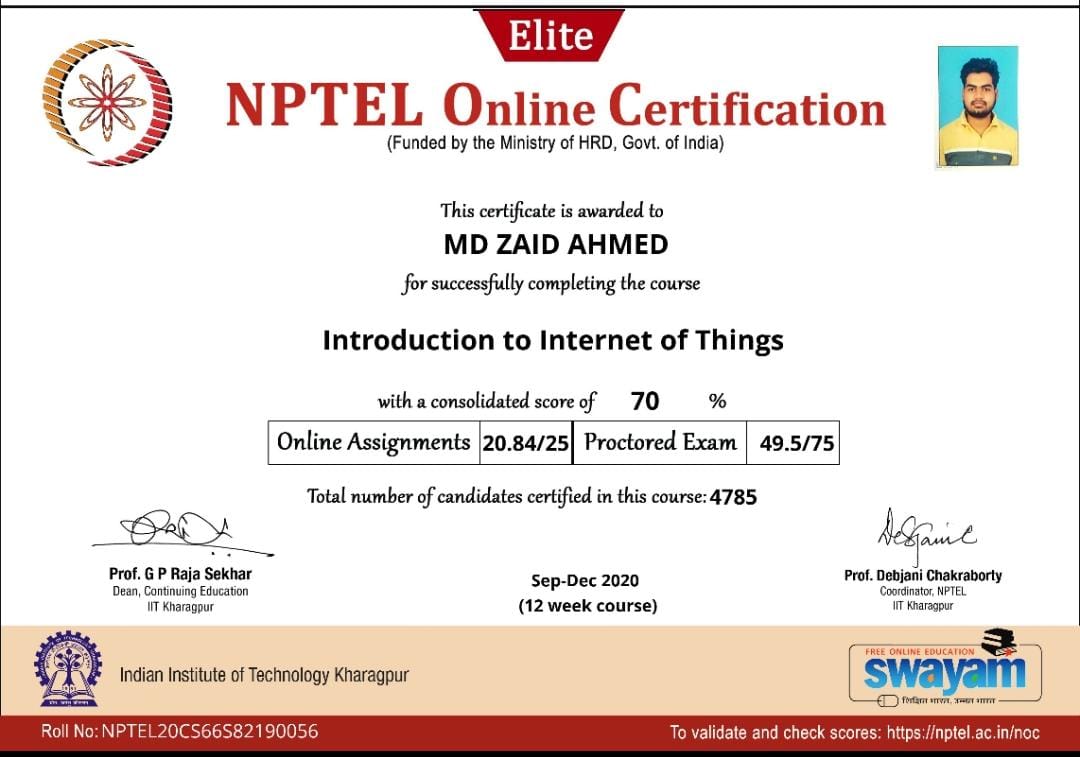 Elite
NPTEL Online Certification
(Funded by the Ministry of HRD, Govt. of India)
This certificate is awarded to
MD ZAID AHMED
for successfully completing the course
Introduction to Internet of Things
with a consolidated score of 70 %
Online Assignments 20.84/25 Proctored Exam 49.5/75
Total number of candidates certified in this course: 4785
Prof. G P Raja Sekhar
Dean, Continuing Education
IIT Kharagpur
Sep-Dec 2020
(12 week course)
Prof. Debjani Chakraborty
Coordinator, NPTEL
IIT Kharagpur
Indian Institute of Technology Kharagpur
FREE ONLINE EDUCATION
swayam
शिक्षित भारत, उन्नत भारत
Roll No: NPTEL20CS66S82190056
To validate and check scores: https://nptel.ac.in/noc